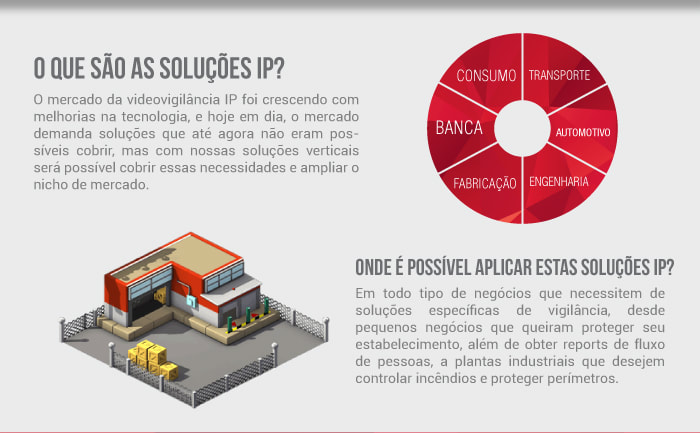 O QUE SÃO AS SOLUÇÕES IP?
O mercado da videovigilância IP foi crescendo com
melhorias na tecnologia, e hoje em dia, o mercado
demanda soluções que até agora não eram pos-
síveis cobrir, mas com nossas soluções verticais
será possível cobrir essas necessidades e ampliar o
nicho de mercado.
CONSUMO
TRANSPORTE
BANCA
AUTOMOTIVO
FABRICAÇÃO
ENGENHARIA
ONDE É POSSÍVEL APLICAR ESTAS SOLUÇÕES IP?
Em todo tipo de negócios que necessitem de
soluções específicas de vigilância, desde
pequenos negócios que queiram proteger seu
estabelecimento, além de obter reports de fluxo
de pessoas, a plantas industriais que desejem
controlar incêndios e proteger perímetros.